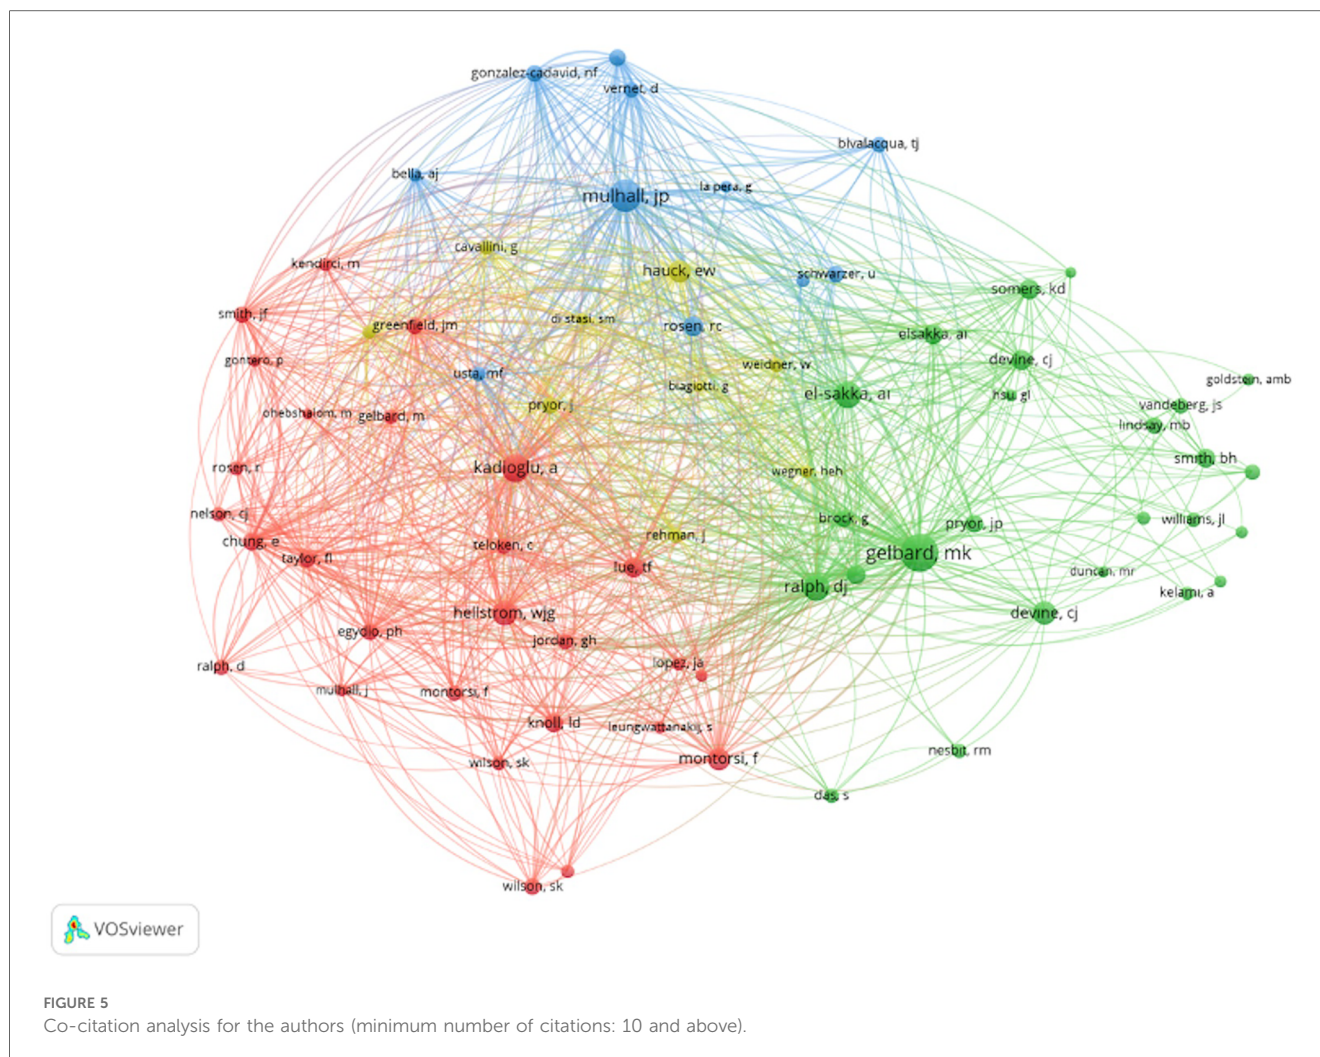 gonzalez-cadavid, nf
vernet, d
bivalacqua, tj
bella, aj
la pera, g
mulhall, jp
cavallini, g
kendirci, m
hauck, ew
schwarzer, u
somers, kd
smith, jf
di stasi, sm
greenfield, jm
rosen, rc
elsakka, ai
gontero, p
weidner, w
devine, cj
usta, mf
goldstein, amb
biagiotti, g
el-sakka, ai
hsu, gl
pryor, j
vandeberg, js
ohebshalom, m
gelbard, m
lindsay, mb
smith, bh
rosen, r
kadioglu, a
wegner, heh
nelson, cj
brock, g
pryor, jp
williams, jl
chung, e
rehman, j
teloken, c
gelbard, mk
taylor, fl
lue, tf
duncan, mr
ralph, dj
kelami, a
hellstrom, wjg
devine, cj
egydio, ph
jordan, gh
ralph, d
lopez, ja
mulhall, j
montorsi, f
knoll, ld
leungwattanakij, s
nesbit, rm
montorsi, f
wilson, sk
das, s
wilson, sk
VOSviewer
FIGURE 5
Co-citation analysis for the authors (minimum number of citations: 10 and above).